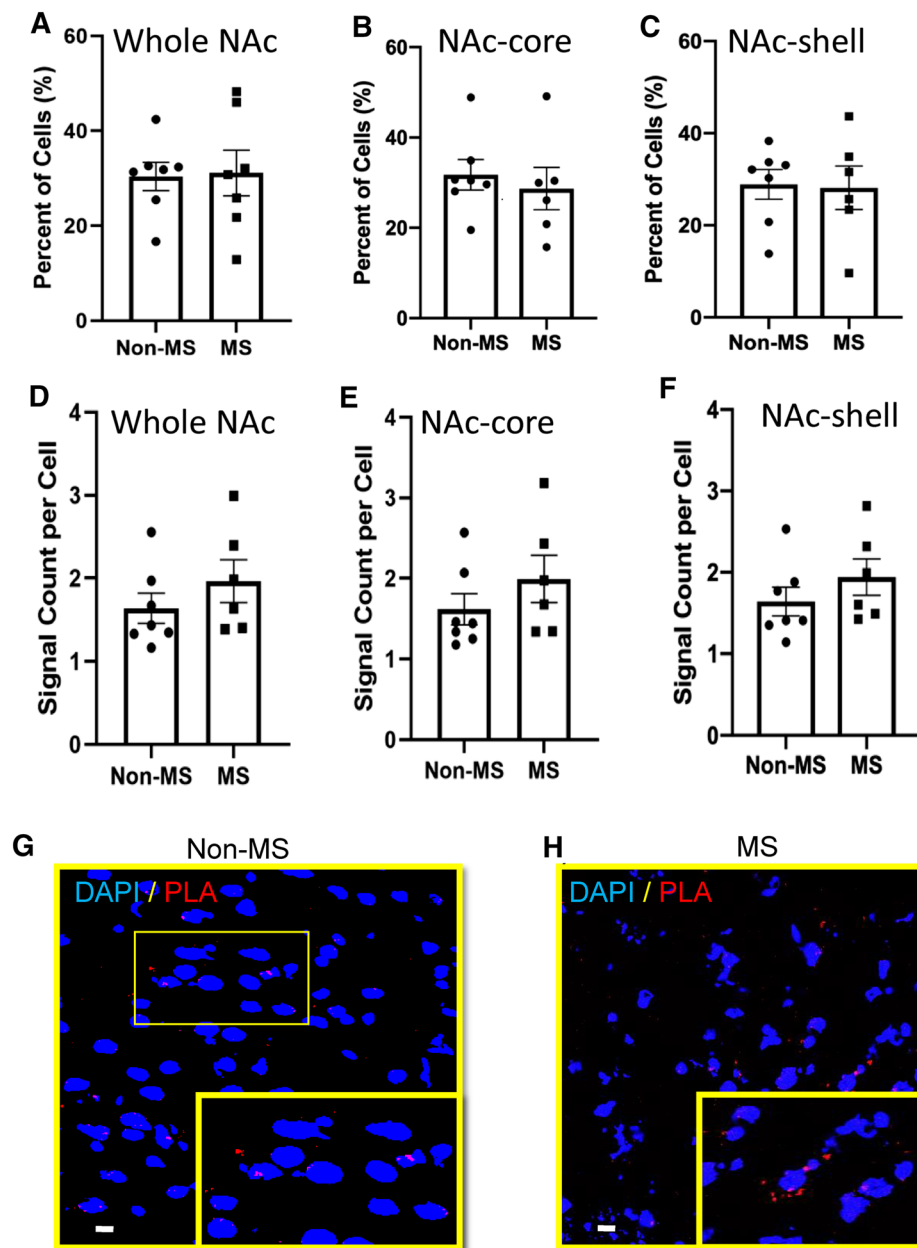 A
Whole NAc
Percent of Cells (%)
60
40
20
0
Non-MS MS
B
NAc-core
Percent of Cells (%)
60
40
20
0
Non-MS MS
C
NAc-shell
Percent of Cells (%)
60
40
20
0
Non-MS MS
D
Whole NAc
Signal Count per Cell
4
3
2
1
0
Non-MS MS
E
NAc-core
Signal Count per Cell
4
3
2
1
0
Non-MS MS
F
NAc-shell
Signal Count per Cell
4
3
2
1
0
Non-MS MS
G
Non-MS
DAPI / PLA
H
MS
DAPI / PLA